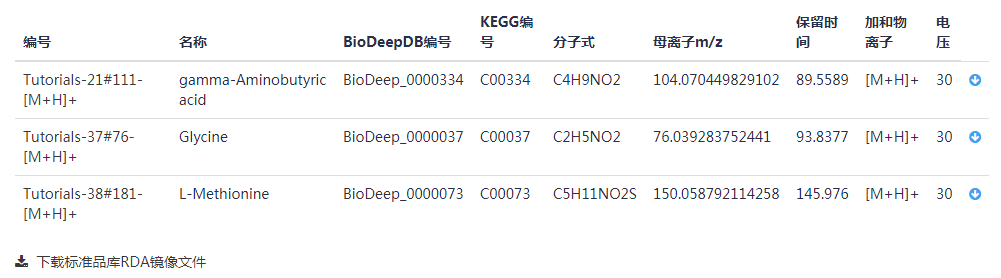 编号 名称 BioDeepDB编号 KEGG编号 分子式 母离子m/z 保留时间 加和物离子 电压
Tutorials-21#111-[M+H]+ gamma-Aminobutyric acid BioDeep_0000334 C00334 C4H9NO2 104.070449829102 89.5589 [M+H]+ 30
Tutorials-37#76-[M+H]+ Glycine BioDeep_0000037 C00037 C2H5NO2 76.039283752441 93.8377 [M+H]+ 30
Tutorials-38#181-[M+H]+ L-Methionine BioDeep_0000073 C00073 C5H11NO2S 150.058792114258 145.976 [M+H]+ 30
下载标准品库RDA镜像文件